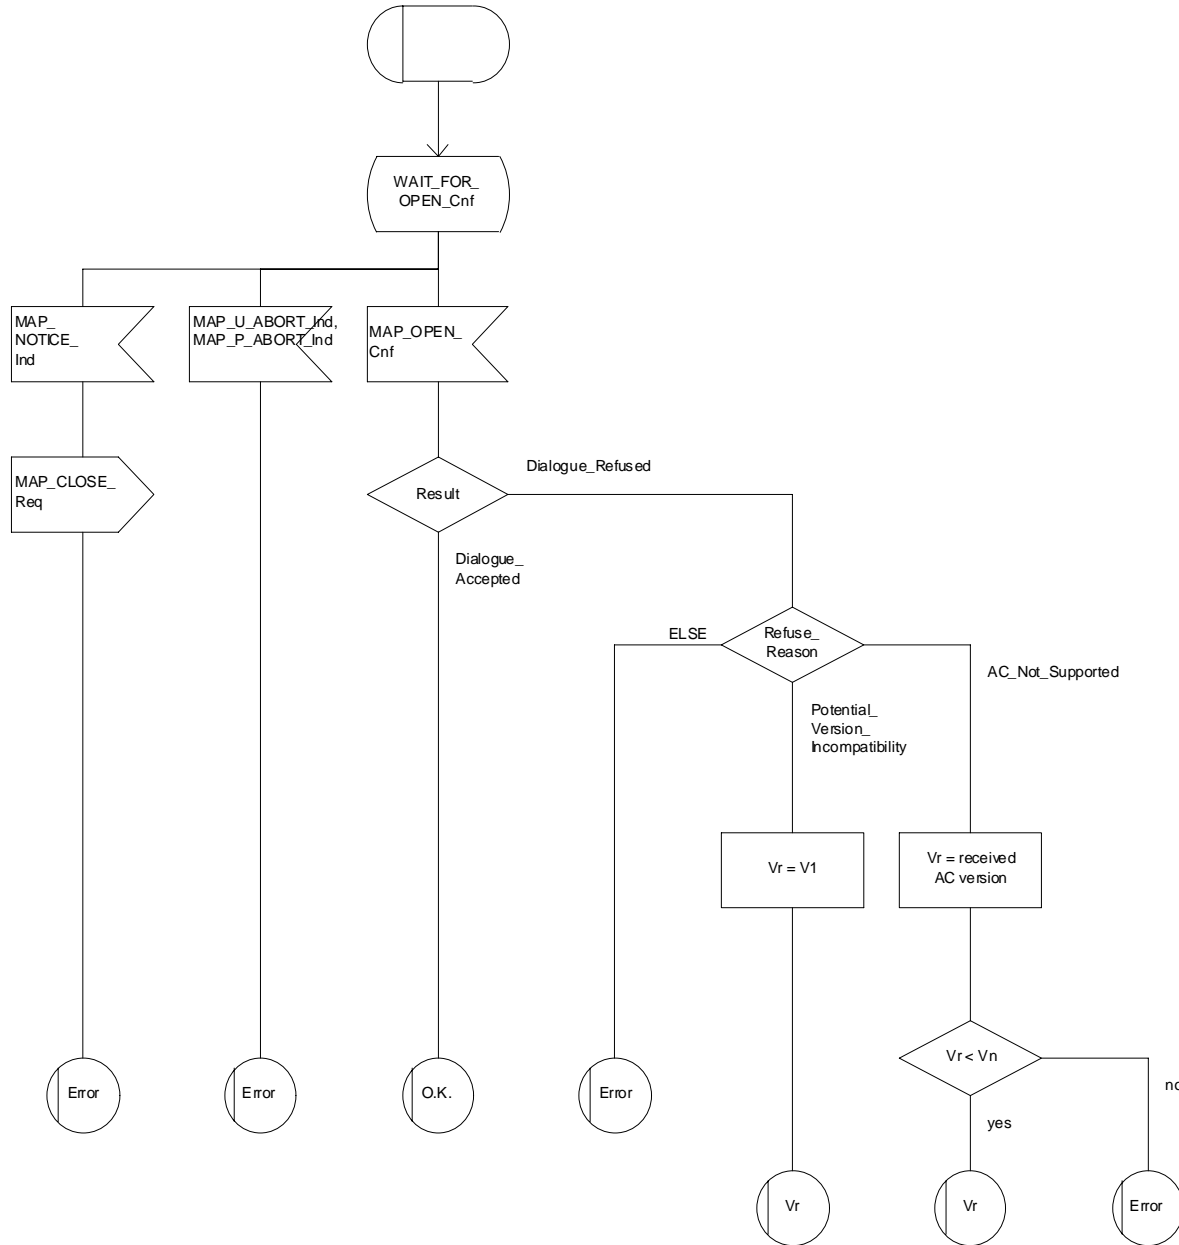 WAIT_FOR_
OPEN_Cnf
MAP_
NOTICE_
Ind
MAP_U_ABORT_Ind,
MAP_P_ABORT_Ind
MAP_OPEN_
Cnf
MAP_CLOSE_
Req
Result
Dialogue_Refused
Dialogue_
Accepted
ELSE
Refuse_
Reason
AC_Not_Supported
Potential_
Version_
Incompatibility
Vr = V1
Vr = received
AC version
Error
Error
O.K.
Error
Vr < Vn
no
yes
Vr
Vr
Error